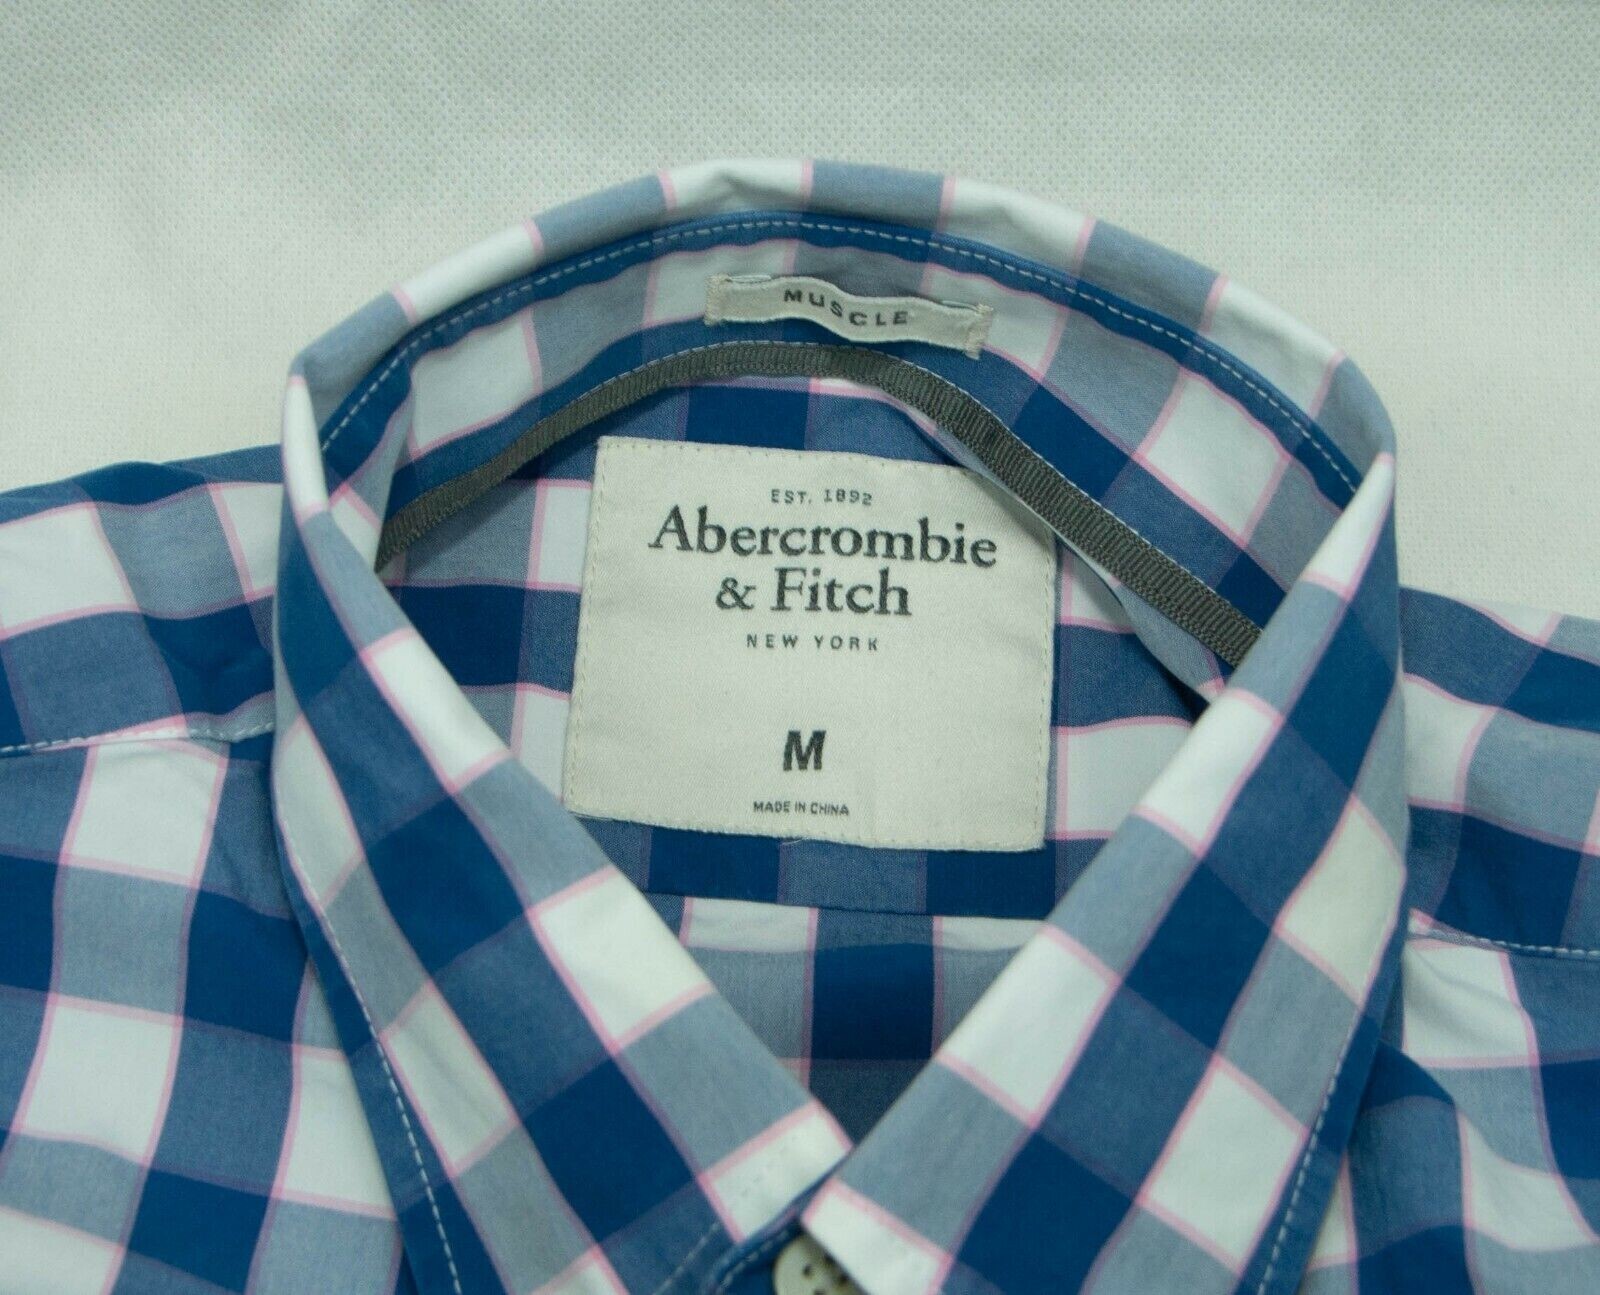 MUSCLE
EST. 1892
Abercrombie
& Fitch
NEW YORK
M
MADE IN CHINA